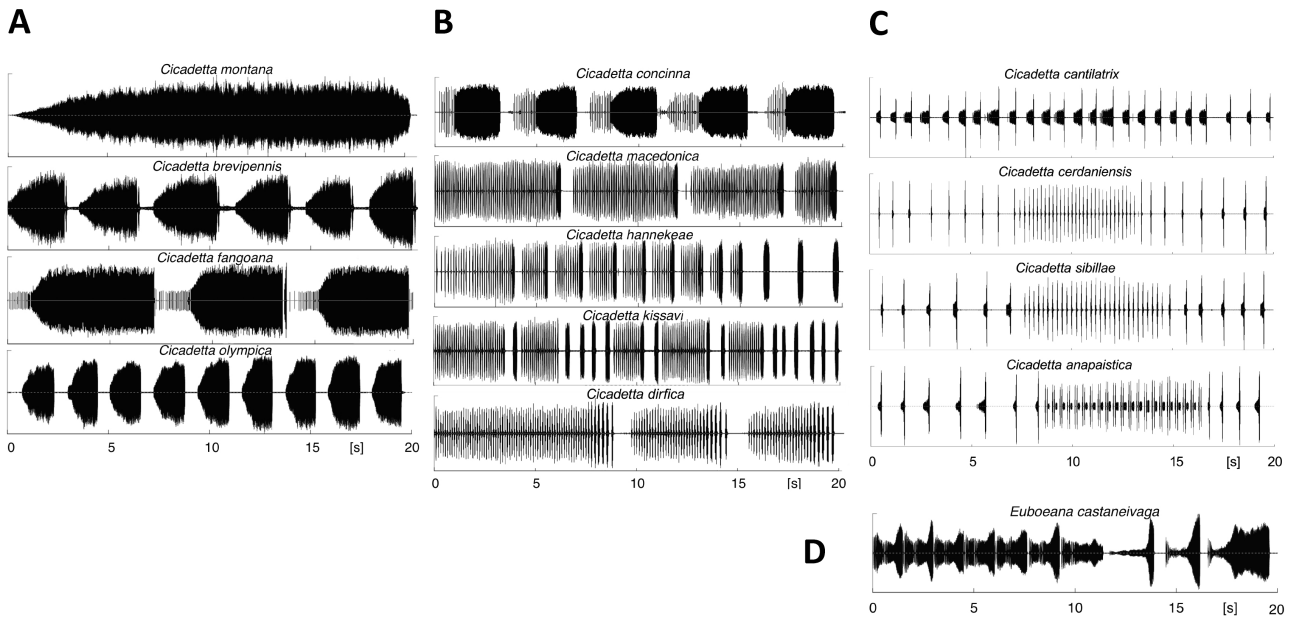 A
Cicadetta montana
Cicadetta brevipennis
Cicadetta fangoana
Cicadetta olympica
0 5 10 15 [s] 20
B
Cicadetta concinna
Cicadetta macedonica
Cicadetta hannekeae
Cicadetta kissavi
Cicadetta dirfica
0 5 10 15 [s] 20
C
Cicadetta cantilatrix
Cicadetta cerdaniensis
Cicadetta sibillae
Cicadetta anapaistica
0 5 10 15 [s] 20
D
Euboeana castaneivaga
0 5 10 15 [s] 20